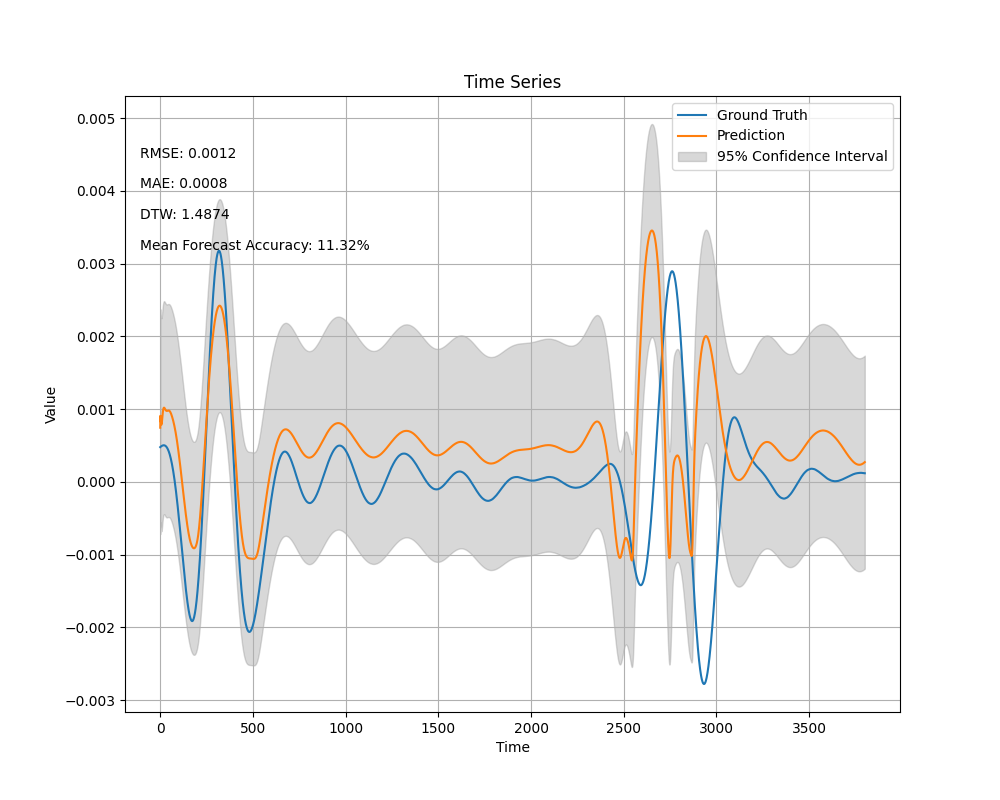 Time Series
Ground Truth
Prediction
95% Confidence Interval
RMSE: 0.0012
MAE: 0.0008
DTW: 1.4874
Mean Forecast Accuracy: 11.32%
Value
0.005
0.004
0.003
0.002
0.001
0.000
−0.001
−0.002
−0.003
0 500 1000 1500 2000 2500 3000 3500
Time